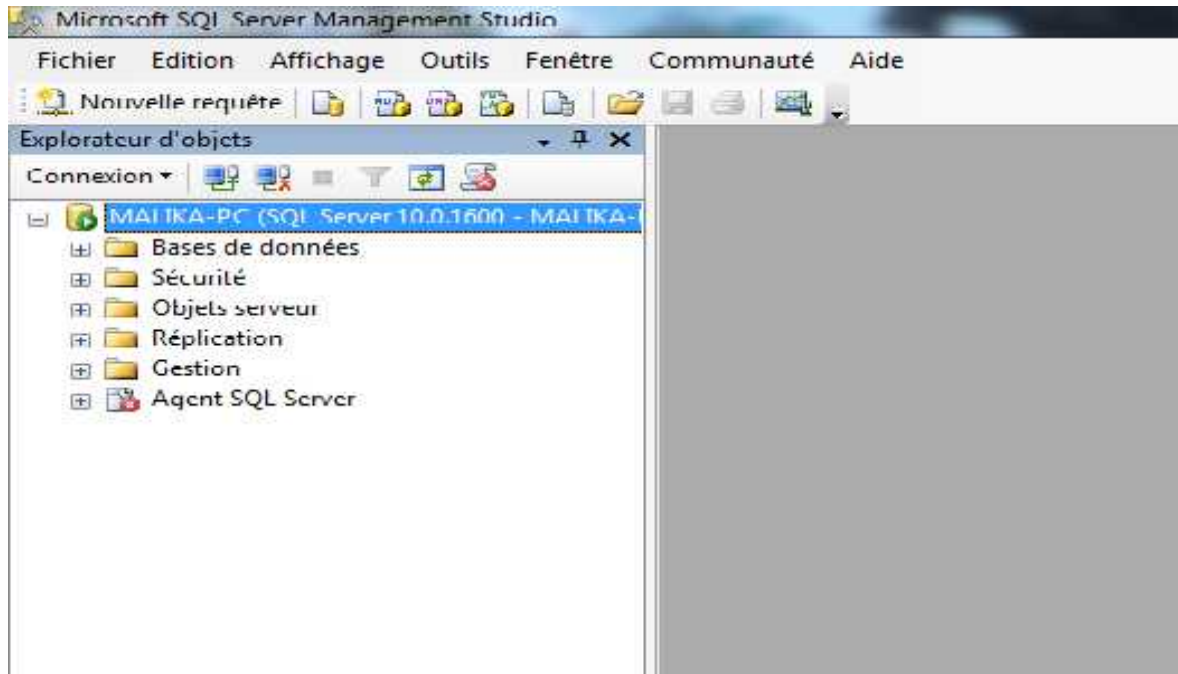 Microsoft SQL Server Management Studio
Fichier Edition Affichage Outils Fenêtre Communauté Aide
Nouvelle requête
Explorateur d'objets
Connexion
MALIKA-PC (SQL Server 10.0.1600 - MALIKA-
Bases de données
Sécurité
Objets serveur
Réplication
Gestion
Agent SQL Server